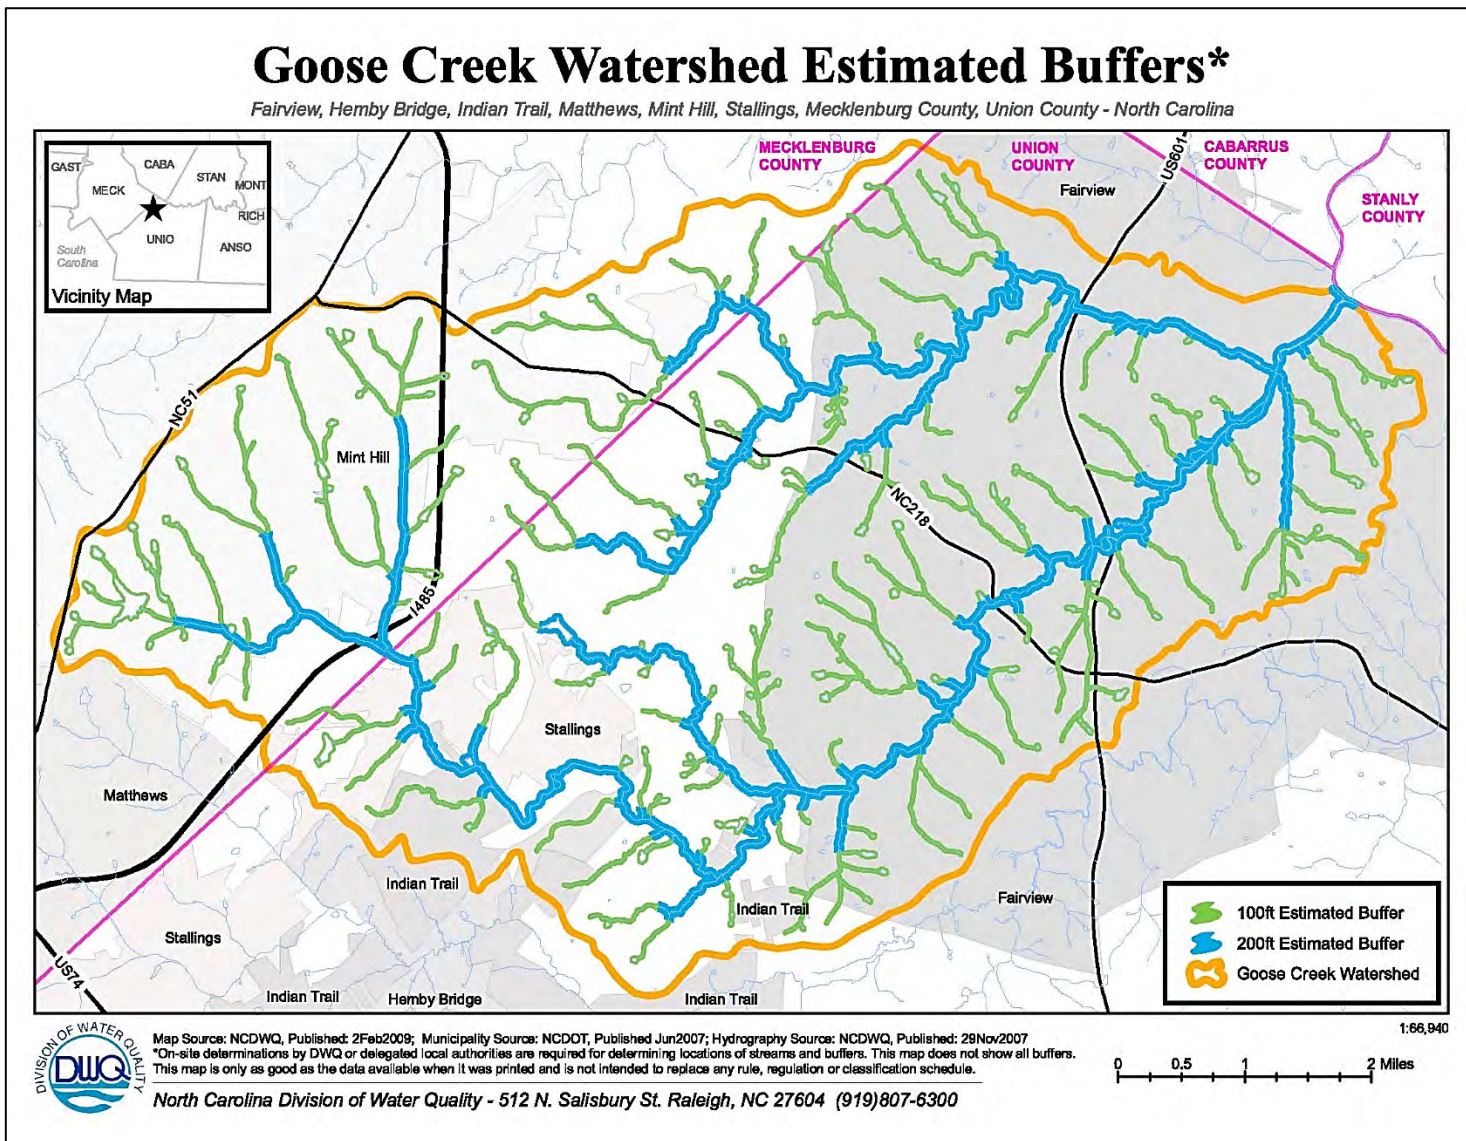 Goose Creek Watershed Estimated Buffers*
Fairview, Hemby Bridge, Indian Trail, Matthews, Mint Hill, Stallings, Mecklenburg County, Union County - North Carolina
GAST
CABA
STAN
MECK
MONT
RICH
UNIO
ANSO
South
Carolina
Vicinity Map
MECKLENBURG
COUNTY
UNION
COUNTY
US601
CABARRUS
COUNTY
Fairview
STANLY
COUNTY
NC51
Mint Hill
NC218
I485
Stallings
Matthews
Indian Trail
Indian Trail
Fairview
Stallings
US74
Indian Trail
Hemby Bridge
Indian Trail
100ft Estimated Buffer
200ft Estimated Buffer
Goose Creek Watershed
1:66,940
DIVISION OF WATER QUALITY
DWQ
Map Source: NCDWQ, Published: 2Feb2009; Municipality Source: NCDOT, Published Jun2007; Hydrography Source: NCDWQ, Published: 29Nov2007
*On-site determinations by DWQ or delegated local authorities are required for determining locations of streams and buffers. This map does not show all buffers.
This map is only as good as the data available when it was printed and is not intended to replace any rule, regulation or classification schedule.
0 0.5 1 2 Miles
North Carolina Division of Water Quality - 512 N. Salisbury St. Raleigh, NC 27604 (919)807-6300